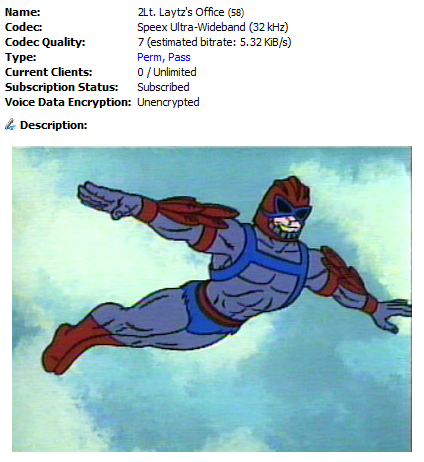 Name: 2Lt. Laytz's Office (58)
Codec: Speex Ultra-Wideband (32 kHz)
Codec Quality: 7 (estimated bitrate: 5.32 KiB/s)
Type: Perm, Pass
Current Clients: 0 / Unlimited
Subscription Status: Subscribed
Voice Data Encryption: Unencrypted
Description: